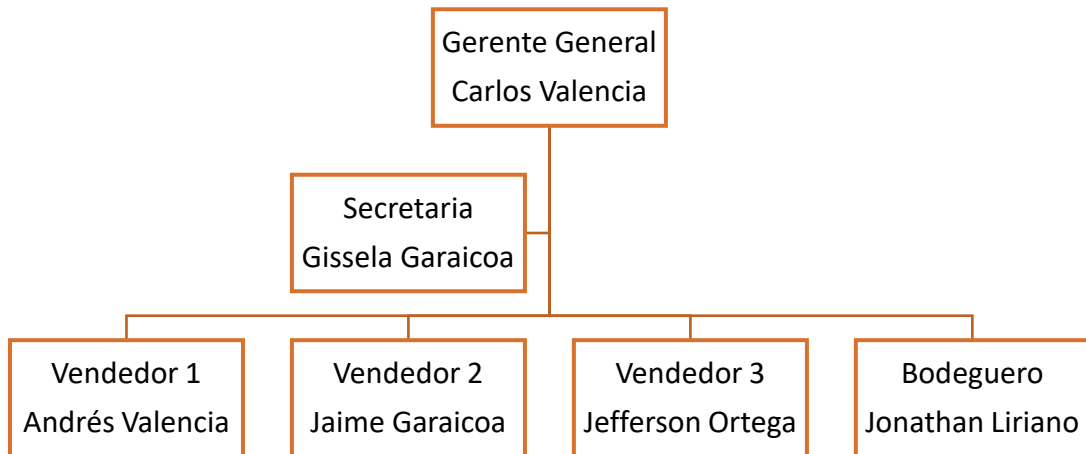 Gerente General
Carlos Valencia
Secretaria
Gissela Garaicoa
Vendedor 1
Andrés Valencia
Vendedor 2
Jaime Garaicoa
Vendedor 3
Jefferson Ortega
Bodeguero
Jonathan Liriano